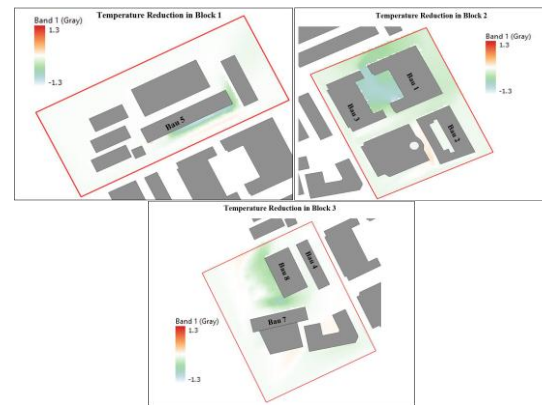 Temperature Reduction in Block 1
Band 1 (Gray)
1.3
-1.3
Bau 5
Temperature Reduction in Block 2
Band 1 (Gray)
1.3
-1.3
Bau 1
Bau 3
Bau 2
Temperature Reduction in Block 3
Band 1 (Gray)
1.3
-1.3
Bau 8
Bau 4
Bau 7